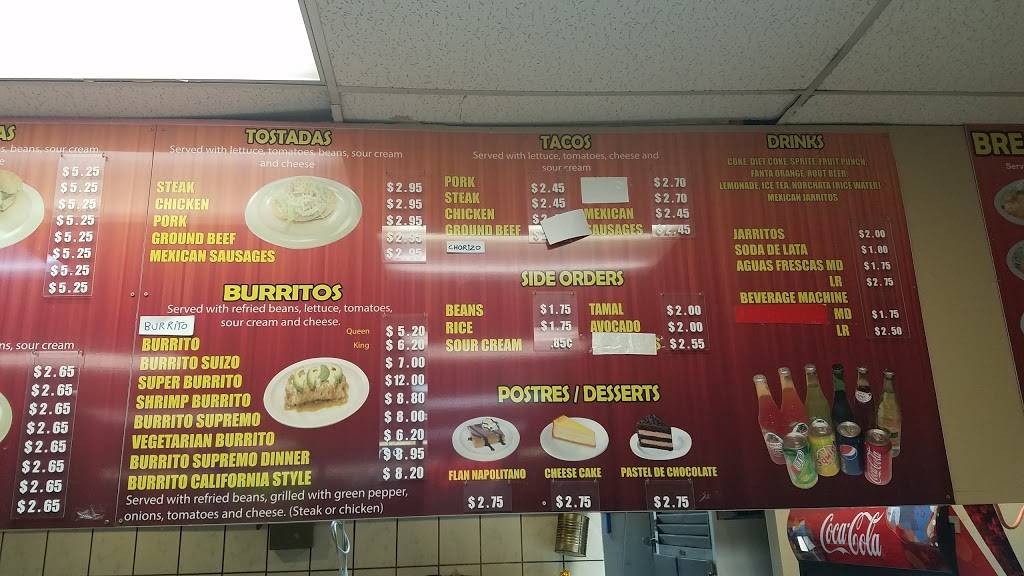 AS
s, beans, sour cream
e
$5.25
$5.25
$5.25
$5.25
$5.25
$5.25
$5.25
$5.25
ns, sour cream
$2.65
$2.65
$2.65
$2.65
$2.65
$2.65
$2.65
$2.65
TOSTADAS
Served with lettuce, tomatoes, beans, sour cream
and cheese
STEAK $2.95
CHICKEN $2.95
PORK $2.95
GROUND BEEF $2.95
MEXICAN SAUSAGES $2.95
BURRITOS
Served with refried beans, lettuce, tomatoes,
sour cream and cheese.
BURRITO Queen $5.20
BURRITO King $6.20
BURRITO SUIZO $7.00
SUPER BURRITO $12.00
SHRIMP BURRITO $8.80
BURRITO SUPREMO $8.00
VEGETARIAN BURRITO $6.20
BURRITO SUPREMO DINNER $8.95
BURRITO CALIFORNIA STYLE $8.20
Served with refried beans, grilled with green pepper,
onions, tomatoes and cheese. (Steak or chicken)
TACOS
Served with lettuce, tomatoes, cheese and
sour cream
PORK $2.45 $2.70
STEAK $2.45 $2.70
CHICKEN MEXICAN $2.45
GROUND BEEF SAUSAGES $2.45
CHORIZO
SIDE ORDERS
BEANS $1.75 TAMAL $2.00
RICE $1.75 AVOCADO $2.00
SOUR CREAM .85¢ S $2.55
POSTRES / DESSERTS
FLAN NAPOLITANO CHEESE CAKE PASTEL DE CHOCOLATE
$2.75 $2.75 $2.75
DRINKS
COKE, DIET COKE, SPRITE, FRUIT PUNCH,
FANTA ORANGE, ROOT BEER,
LEMONADE, ICE TEA, HORCHATA (RICE WATER)
MEXICAN JARRITOS
JARRITOS $2.00
SODA DE LATA $1.00
AGUAS FRESCAS MD $1.75
LR $2.75
BEVERAGE MACHINE
MD $1.75
LR $2.50
BRE
Coca-Cola